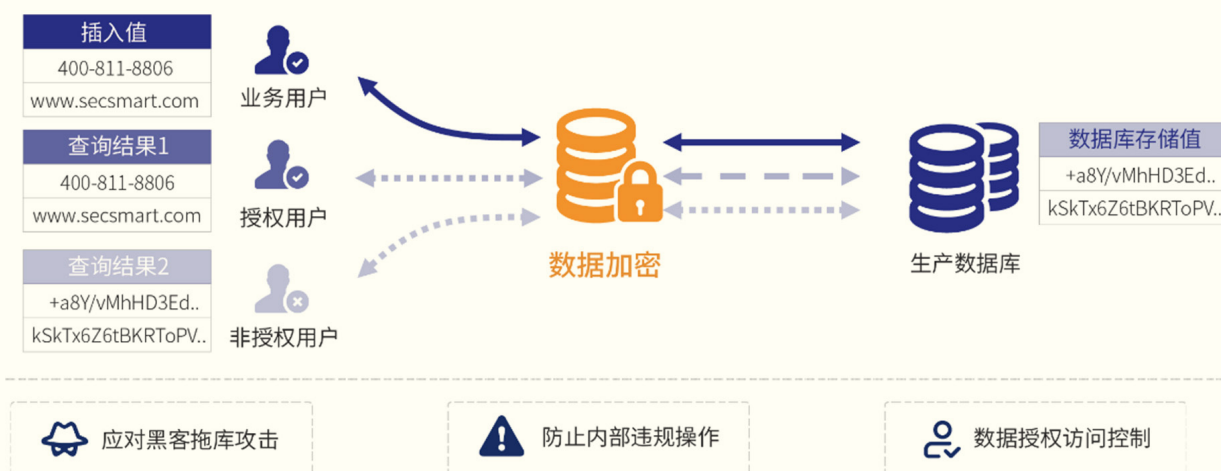 插入值
400-811-8806
www.secsmart.com
业务用户
查询结果1
400-811-8806
www.secsmart.com
授权用户
查询结果2
+a8Y/vMhHD3Ed..
kSkTx6Z6tBKRToPV..
非授权用户
数据加密
生产数据库
数据库存储值
+a8Y/vMhHD3Ed..
kSkTx6Z6tBKRToPV..
应对黑客拖库攻击
防止内部违规操作
数据授权访问控制